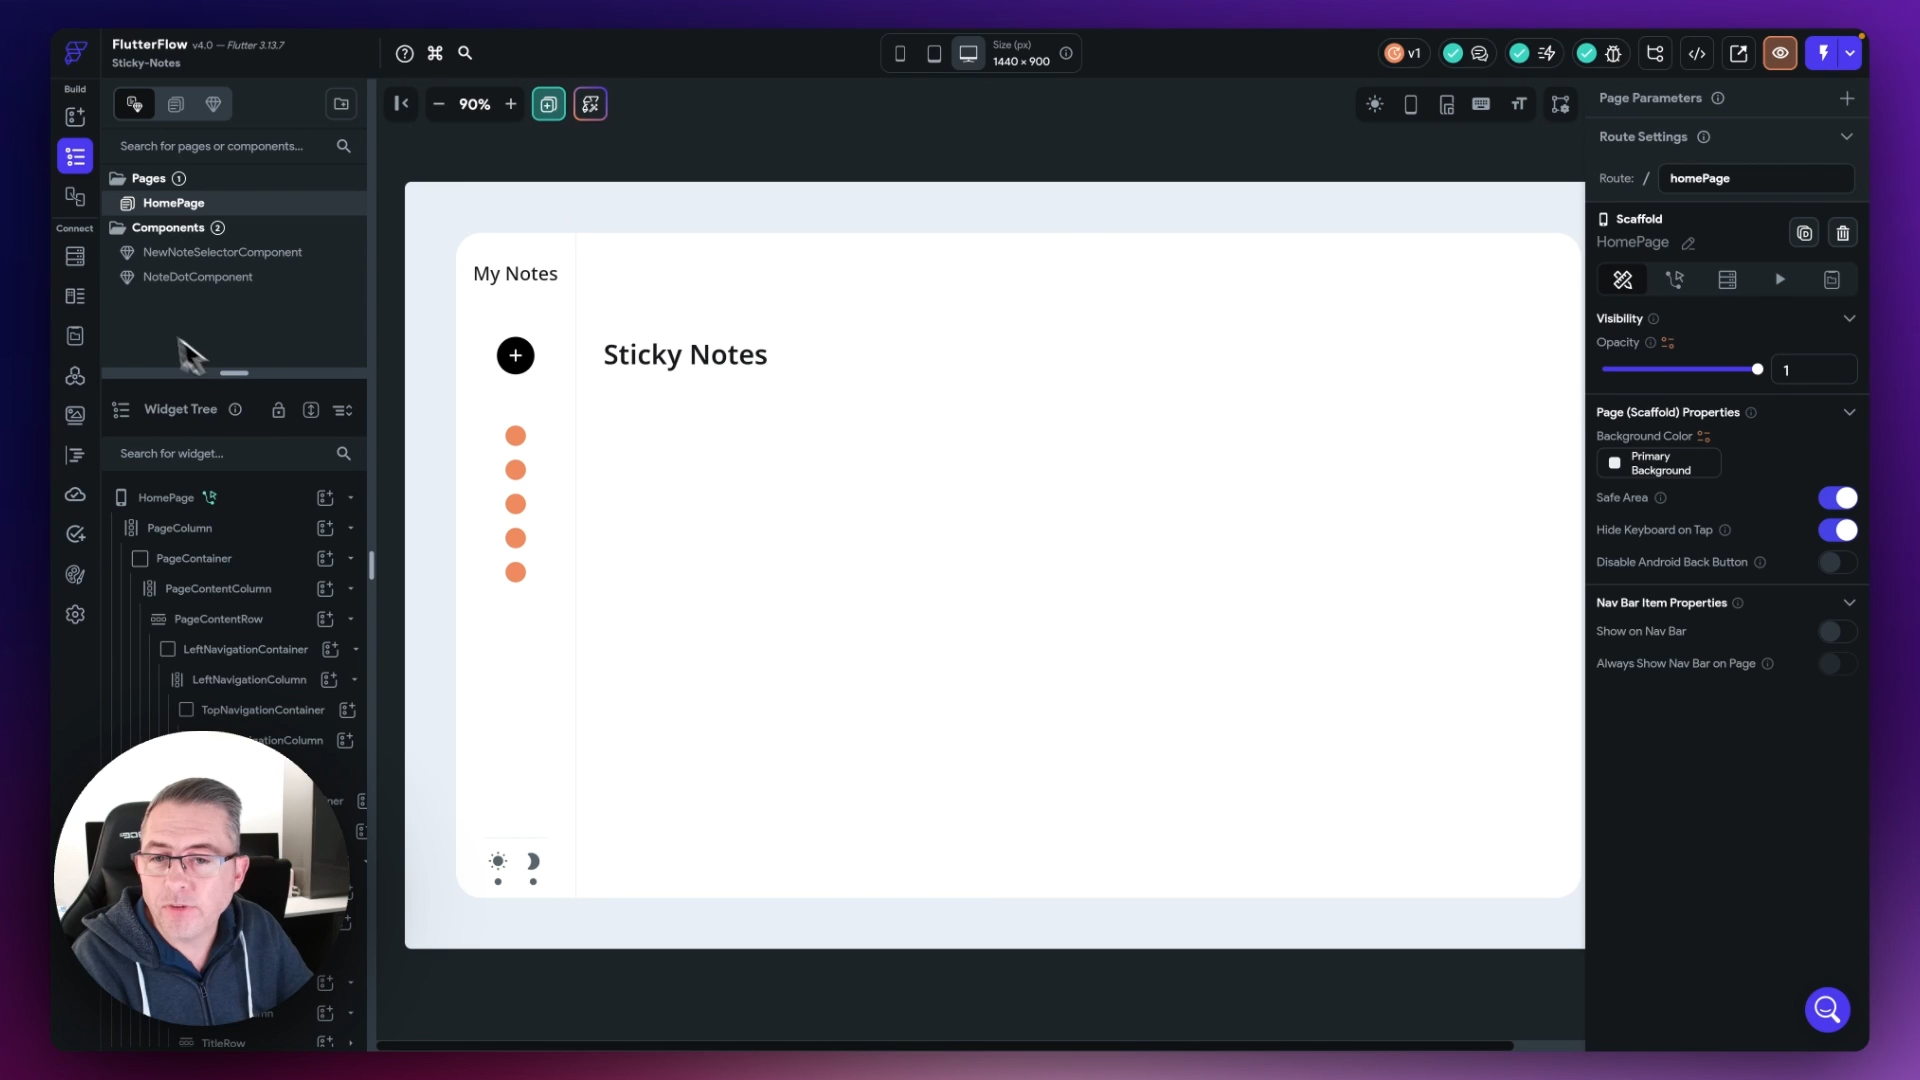 FlutterFlow v4.0 — Flutter 3.13.7
Sticky-Notes
Size (px)
1440 × 900
v1
Build
90%
Page Parameters
Search for pages or components...
Route Settings
Pages 1
Route: / homePage
HomePage
Components 2
Connect
Scaffold
HomePage
NewNoteSelectorComponent
NoteDotComponent
My Notes
Visibility
Opacity
1
+
Sticky Notes
Widget Tree
Page (Scaffold) Properties
Background Color
Primary
Background
Search for widget...
HomePage
Safe Area
PageColumn
Hide Keyboard on Tap
PageContainer
Disable Android Back Button
PageContentColumn
Nav Bar Item Properties
PageContentRow
Show on Nav Bar
LeftNavigationContainer
Always Show Nav Bar on Page
LeftNavigationColumn
TopNavigationContainer
TitleRow